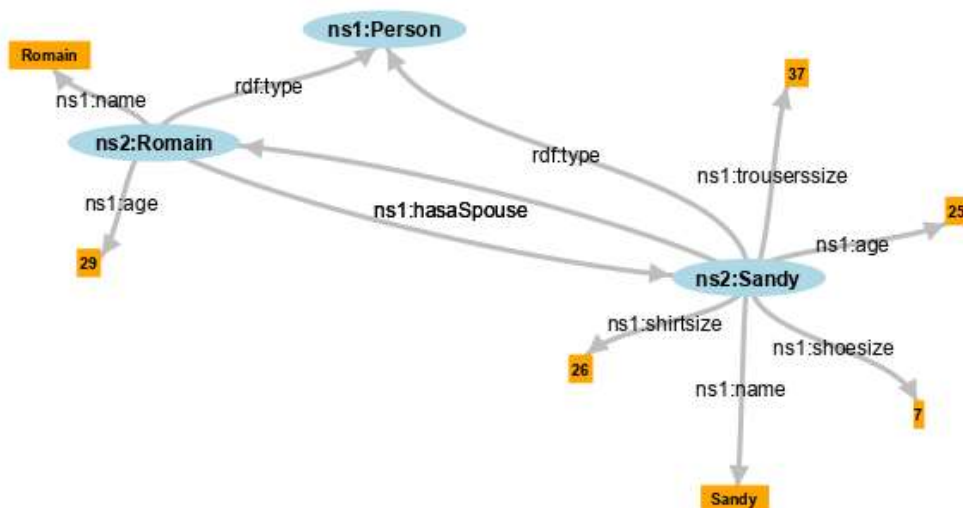 ns1:Person
Romain
rdf:type
37
ns1:name
ns2:Romain
rdf:type
ns1:trouserssize
ns1:age
ns1:hasaSpouse
25
ns1:age
29
ns2:Sandy
ns1:shirtsize
ns1:shoesize
26
ns1:name
7
Sandy